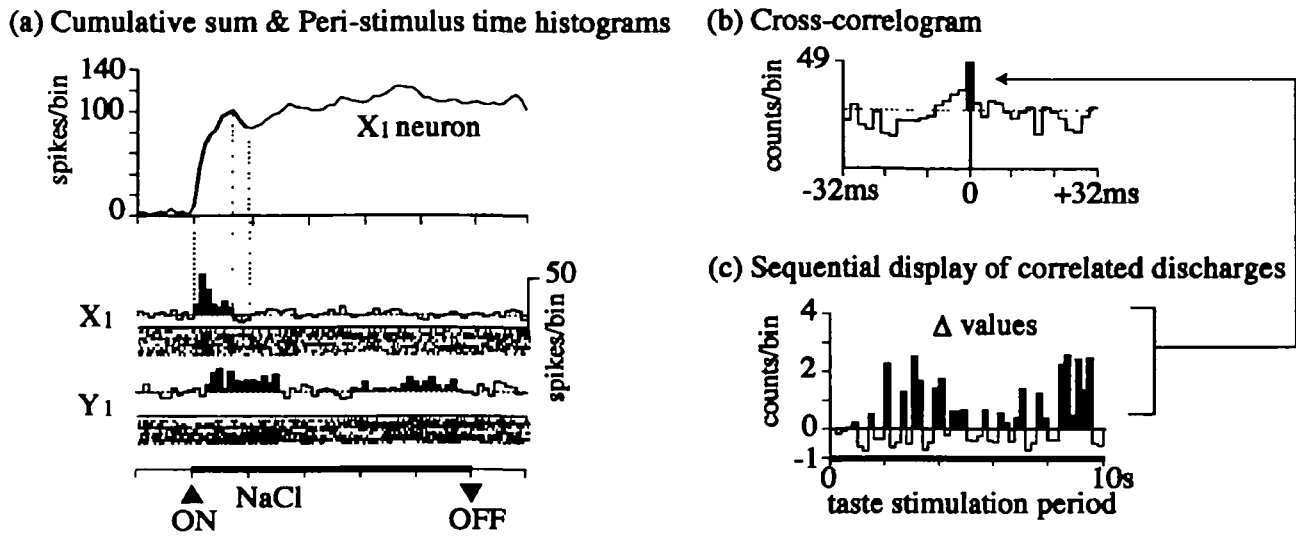 (a) Cumulative sum & Peri-stimulus time histograms
140
100
0
spikes/bin
X1 neuron
50
spikes/bin
X1
Y1
NaCl
ON
OFF
(b) Cross-correlogram
49
counts/bin
-32ms
0
+32ms
(c) Sequential display of correlated discharges
4
2
0
-1
counts/bin
Δ values
0
10s
taste stimulation period